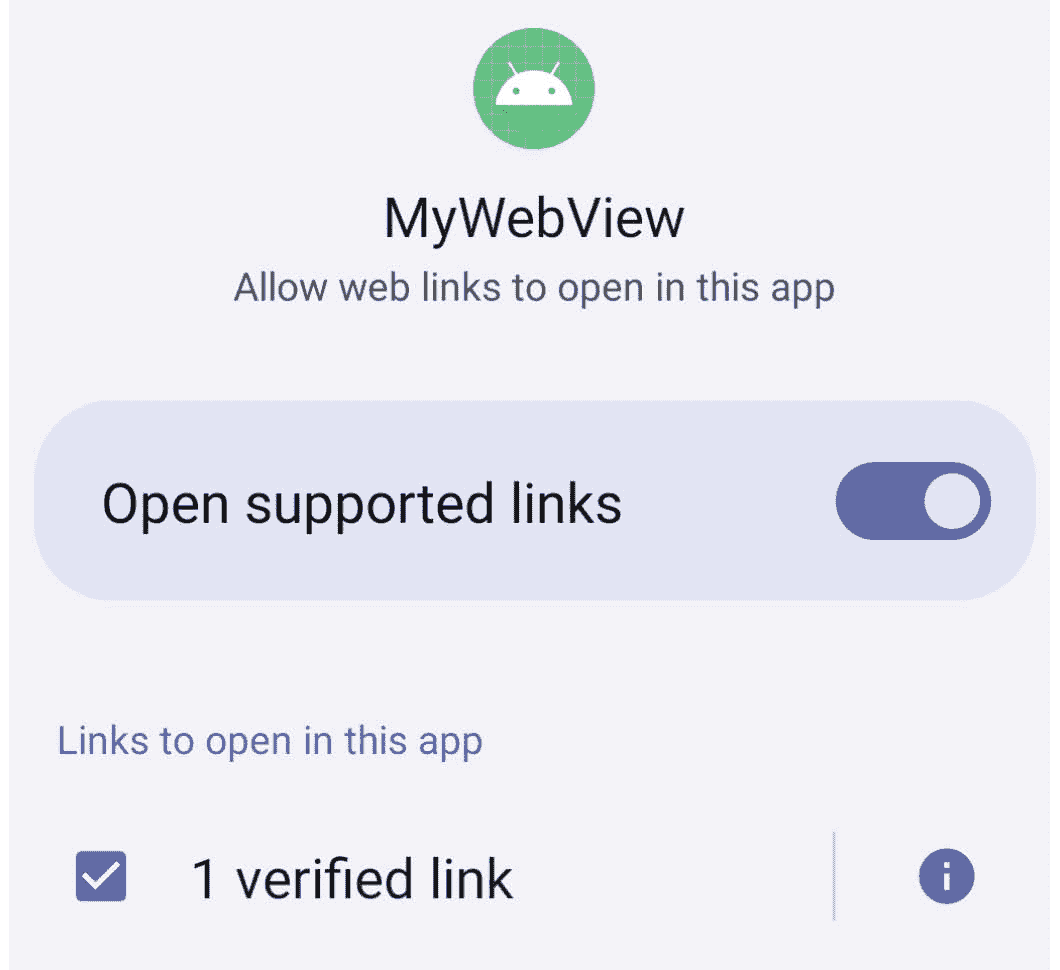 MyWebView
Allow web links to open in this app
Open supported links
Links to open in this app
1 verified link